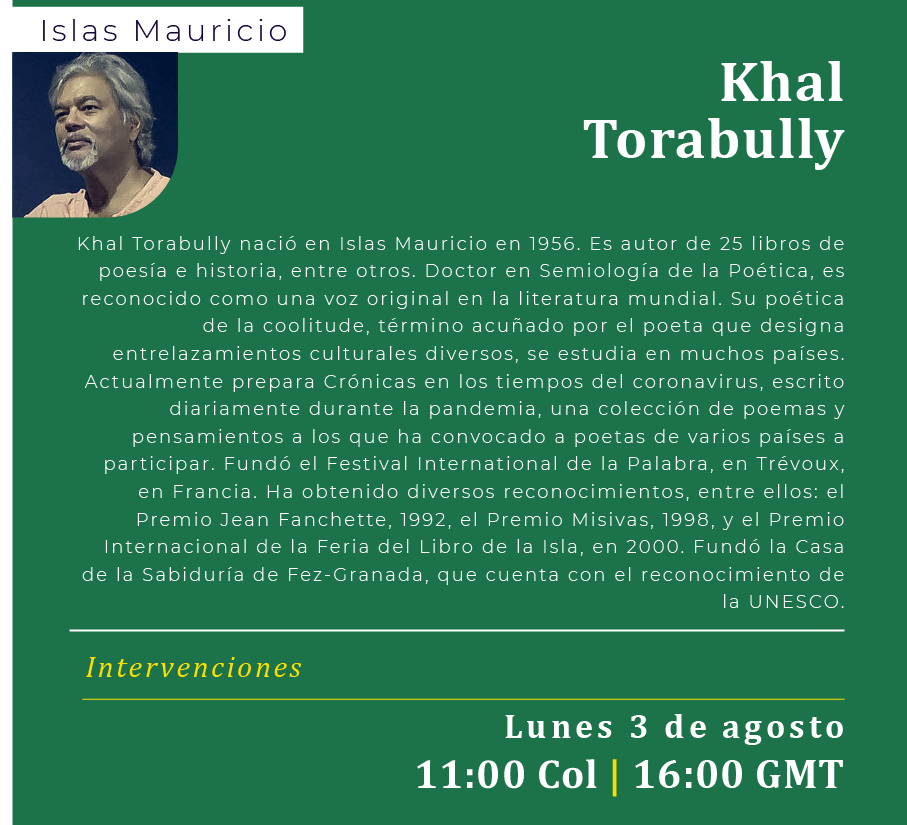 Islas Mauricio
Khal
Torabully
Khal Torabully nació en Islas Mauricio en 1956. Es autor de 25 libros de
poesía e historia, entre otros. Doctor en Semiología de la Poética, es
reconocido como una voz original en la literatura mundial. Su poética
de la coolitude, término acuñado por el poeta que designa
entrelazamientos culturales diversos, se estudia en muchos países.
Actualmente prepara Crónicas en los tiempos del coronavirus, escrito
diariamente durante la pandemia, una colección de poemas y
pensamientos a los que ha convocado a poetas de varios países a
participar. Fundó el Festival International de la Palabra, en Trévoux,
en Francia. Ha obtenido diversos reconocimientos, entre ellos: el
Premio Jean Fanchette, 1992, el Premio Misivas, 1998, y el Premio
Internacional de la Feria del Libro de la Isla, en 2000. Fundó la Casa
de la Sabiduría de Fez-Granada, que cuenta con el reconocimiento de
la UNESCO.
Intervenciones
Lunes 3 de agosto
11:00 Col | 16:00 GMT